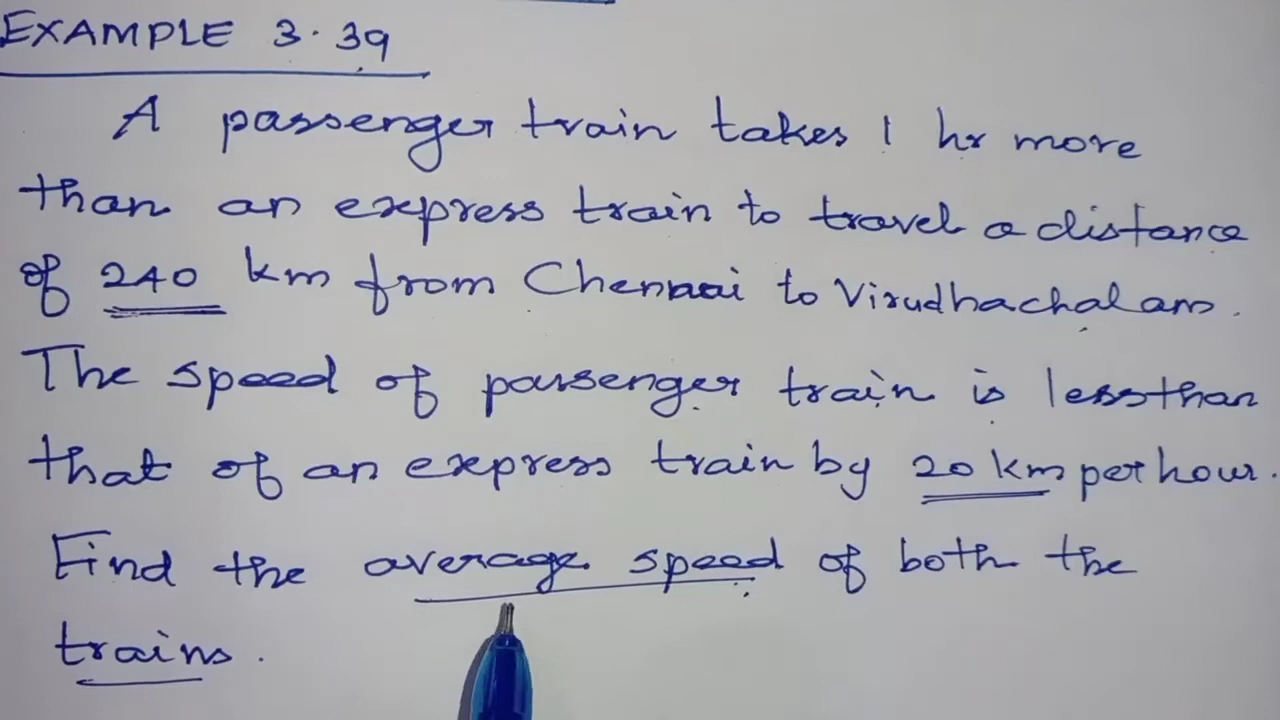 EXAMPLE 3.39
A passenger train takes 1 hr more
than an express train to travel a distance
of 240 km from Chennai to Virudhachalam.
The speed of passenger train is lessthan
that of an express train by 20 km per hour.
Find the average speed of both the
trains.